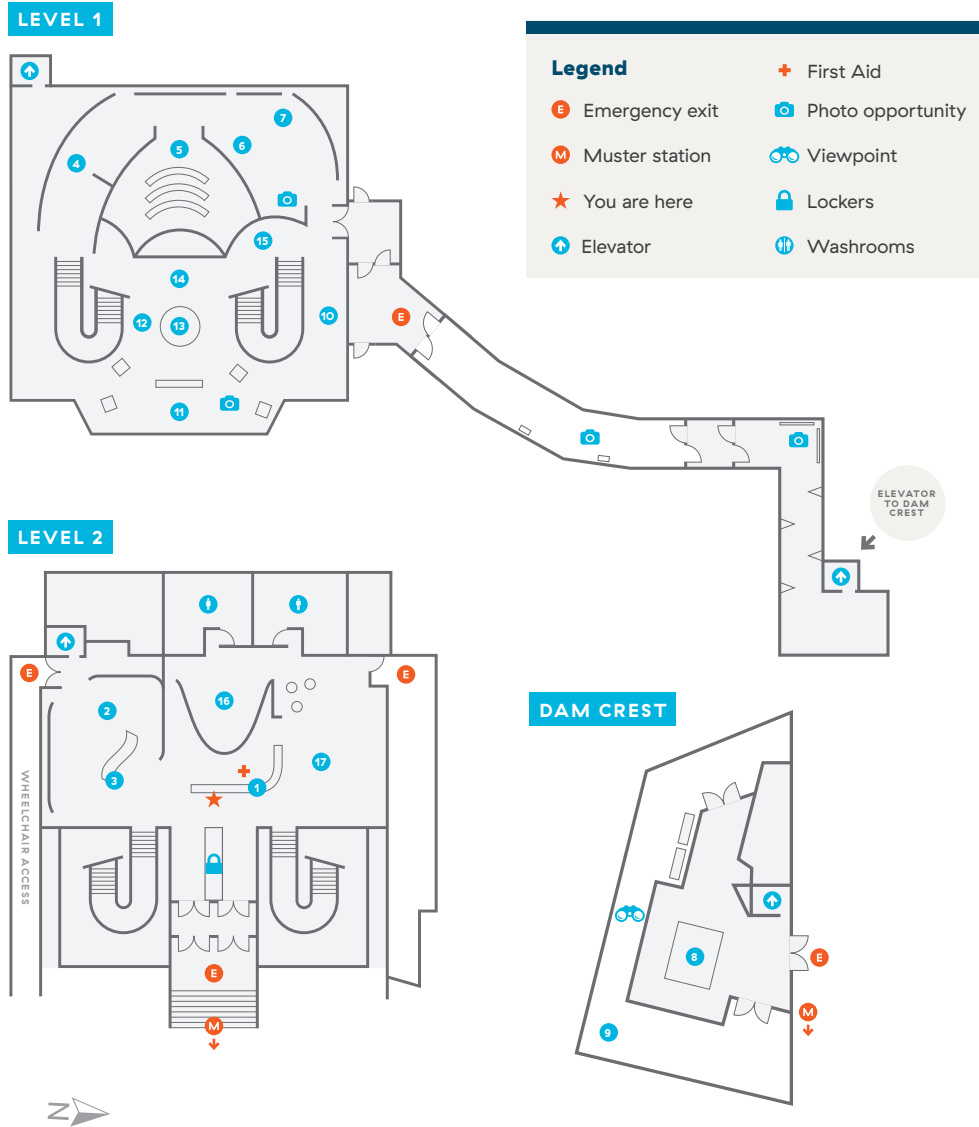 LEVEL 1
Legend
First Aid
E Emergency exit
Photo opportunity
M Muster station
Viewpoint
You are here
Lockers
Elevator
Washrooms
7
6
5
4
15
14
10
12
13
E
11
ELEVATOR
TO DAM
CREST
LEVEL 2
E
E
16
2
DAM CREST
17
3
1
WHEELCHAIR ACCESS
8
E
E
M
M
9
N